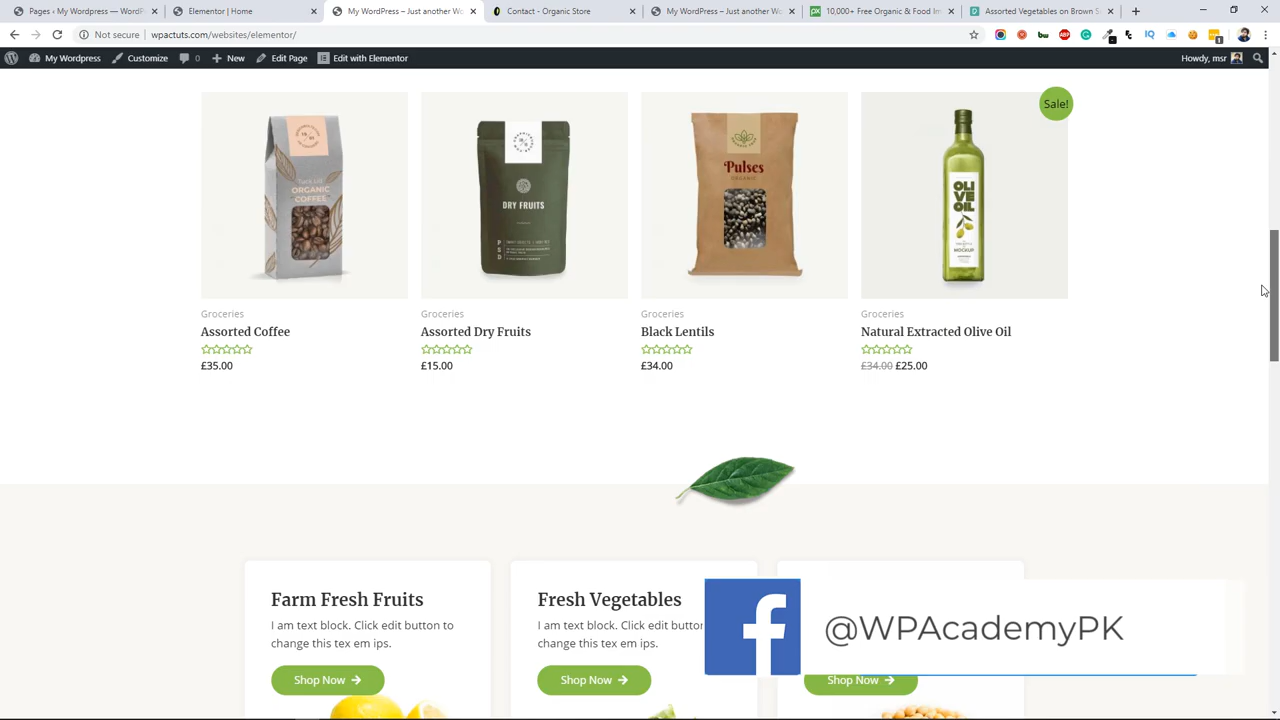 Pages ‹ My Wordpress — WordP
Elementor | Home
My WordPress – Just another Wo
Contact - Organic Store
My WordPress – Just another Wo
10,000+ Free Organic & Food Im
Assorted Vegetables on Brown S
Not secure | wpactuts.com/websites/elementor/
My Wordpress
Customize
0
New
Edit Page
Edit with Elementor
Howdy, msr
Sale!
ORGANIC
COFFEE
DRY FRUITS
Pulses
ORGANIC
OLI
VE
OIL
MOCKUP
Groceries
Groceries
Groceries
Groceries
Assorted Coffee
Assorted Dry Fruits
Black Lentils
Natural Extracted Olive Oil
£35.00
£15.00
£34.00
£34.00 £25.00
Farm Fresh Fruits
I am text block. Click edit button to
change this tex em ips.
Shop Now
Fresh Vegetables
I am text block. Click edit button
change this tex em ips.
Shop Now
Shop Now
@WPAcademyPK